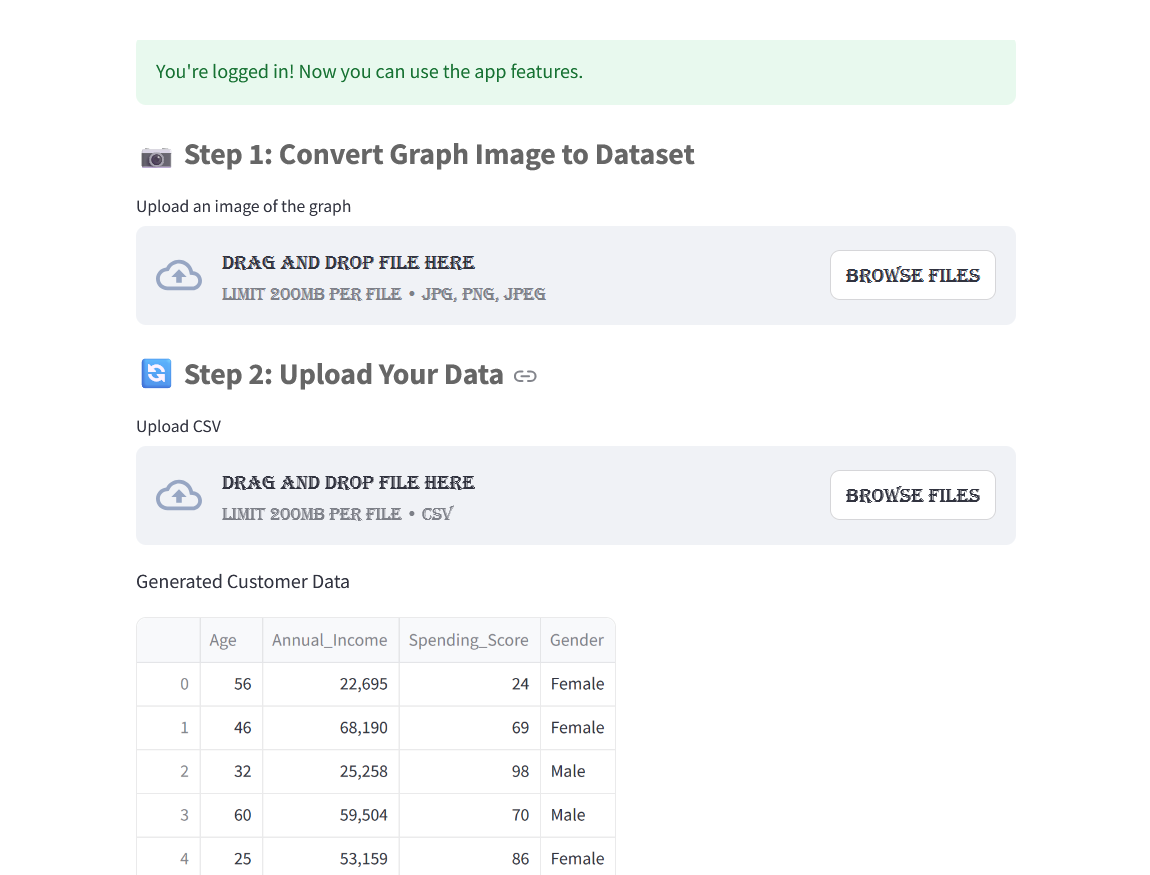 You're logged in! Now you can use the app features.
Step 1: Convert Graph Image to Dataset
Upload an image of the graph
DRAG AND DROP FILE HERE
LIMIT 200MB PER FILE • JPG, PNG, JPEG
BROWSE FILES
Step 2: Upload Your Data
Upload CSV
DRAG AND DROP FILE HERE
LIMIT 200MB PER FILE • CSV
BROWSE FILES
Generated Customer Data
Age Annual_Income Spending_Score Gender
0 56 22,695 24 Female
1 46 68,190 69 Female
2 32 25,258 98 Male
3 60 59,504 70 Male
4 25 53,159 86 Female